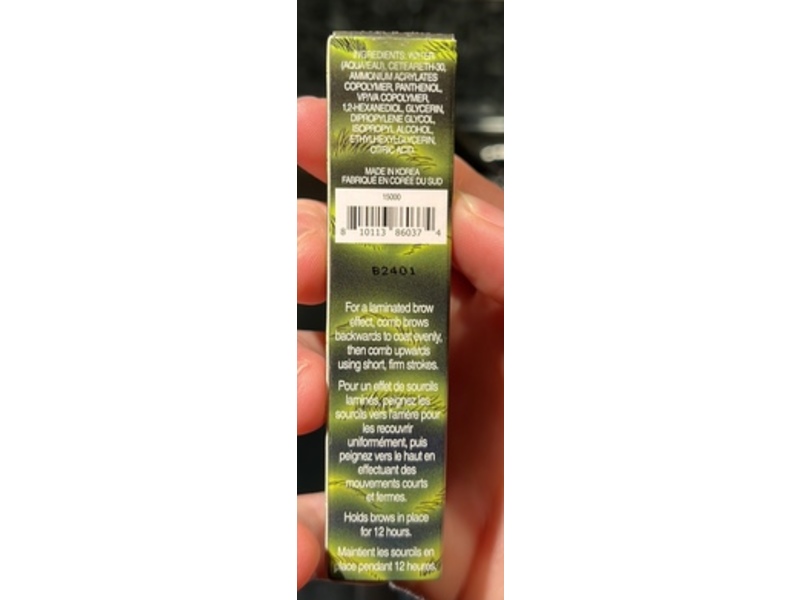 INGREDIENTS: WATER
(AQUA/EAU), CETEARETH-30,
AMMONIUM ACRYLATES
COPOLYMER, PANTHENOL,
VP/VA COPOLYMER,
1,2-HEXANEDIOL, GLYCERIN,
DIPROPYLENE GLYCOL,
ISOPROPYL ALCOHOL,
ETHYLHEXYLGLYCERIN,
CITRIC ACID.
MADE IN KOREA
FABRIQUÉ EN CORÉE DU SUD
15000
8 10113 86037 4
B2401
For a laminated brow
effect, comb brows
backwards to coat evenly,
then comb upwards
using short, firm strokes.
Pour un effet de sourcils
laminés, peignez les
sourcils vers l'arrière pour
les recouvrir
uniformément, puis
peignez vers le haut en
effectuant des
mouvements courts
et fermes.
Holds brows in place
for 12 hours.
Maintient les sourcils en
place pendant 12 heures.